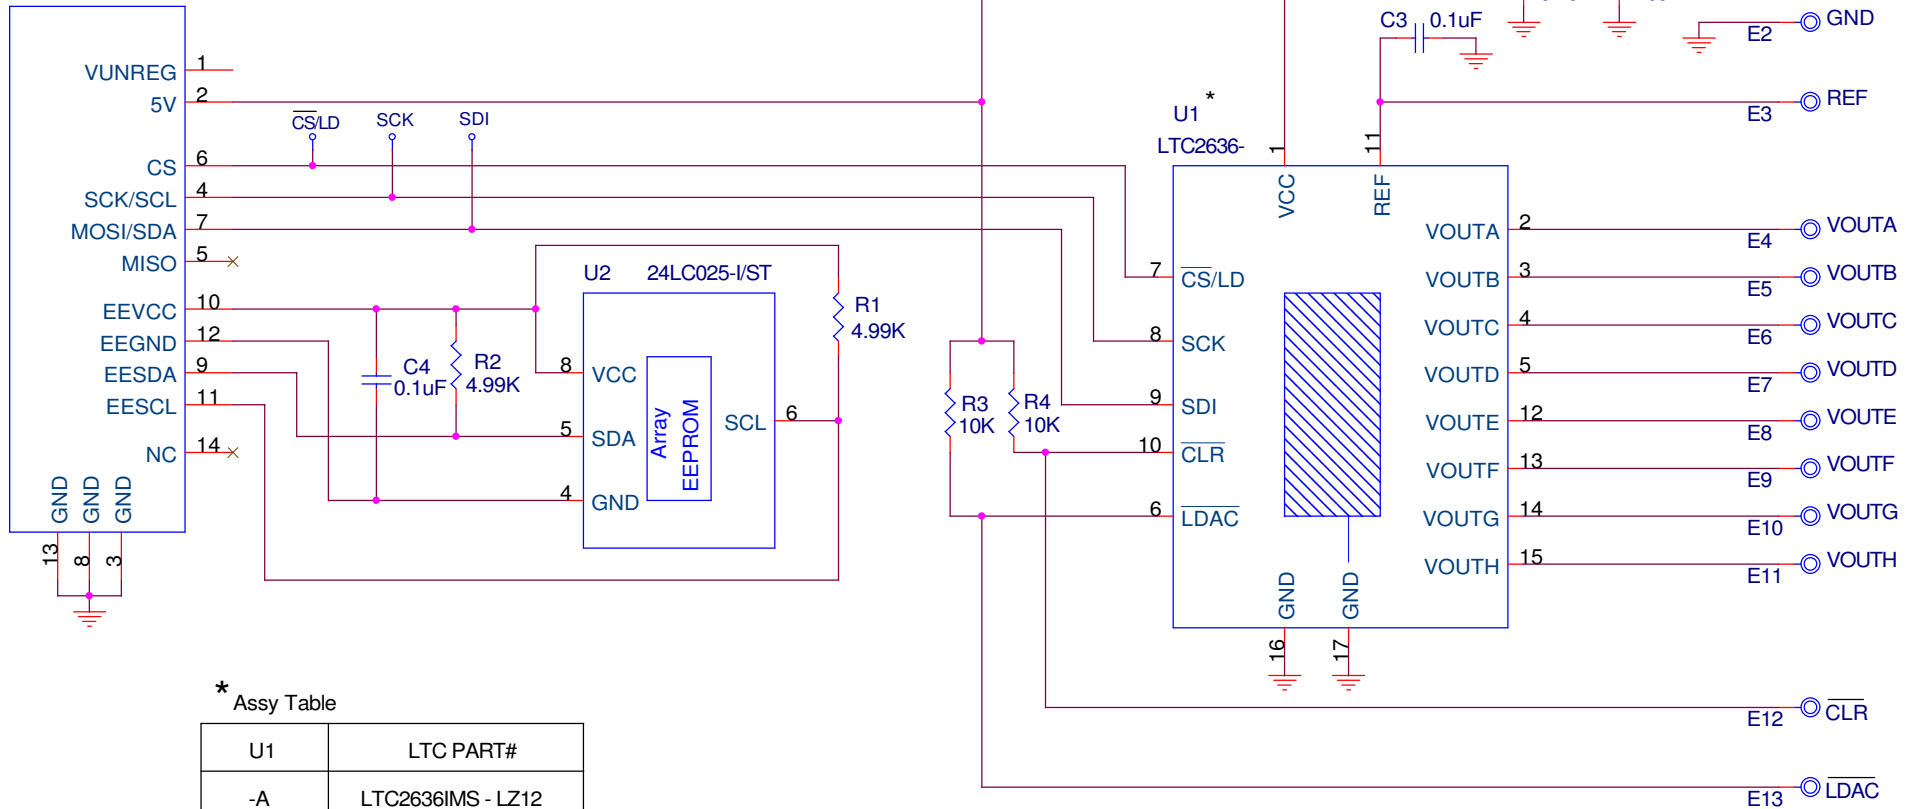 C3 0.1uF
E2 GND
VUNREG 1
5V 2
CS/LD SCK SDI
CS 6
SCK/SCL 4
MOSI/SDA 7
MISO 5
EEVCC 10
EEGND 12
EESDA 9
EESCL 11
NC 14
GND GND GND
13 8 3
U2 24LC025-I/ST
8 VCC
5 SDA
4 GND
SCL 6
Array
EEPROM
C4
0.1uF
R2
4.99K
R1
4.99K
R3
10K
R4
10K
*
U1
LTC2636-
1 11
VCC REF
7 CS/LD
8 SCK
9 SDI
10 CLR
6 LDAC
GND GND
16 17
VOUTA 2
VOUTB 3
VOUTC 4
VOUTD 5
VOUTE 12
VOUTF 13
VOUTG 14
VOUTH 15
E3 REF
E4 VOUTA
E5 VOUTB
E6 VOUTC
E7 VOUTD
E8 VOUTE
E9 VOUTF
E10 VOUTG
E11 VOUTH
E12 CLR
E13 LDAC
* Assy Table
U1 LTC PART#
-A LTC2636IMS - LZ12